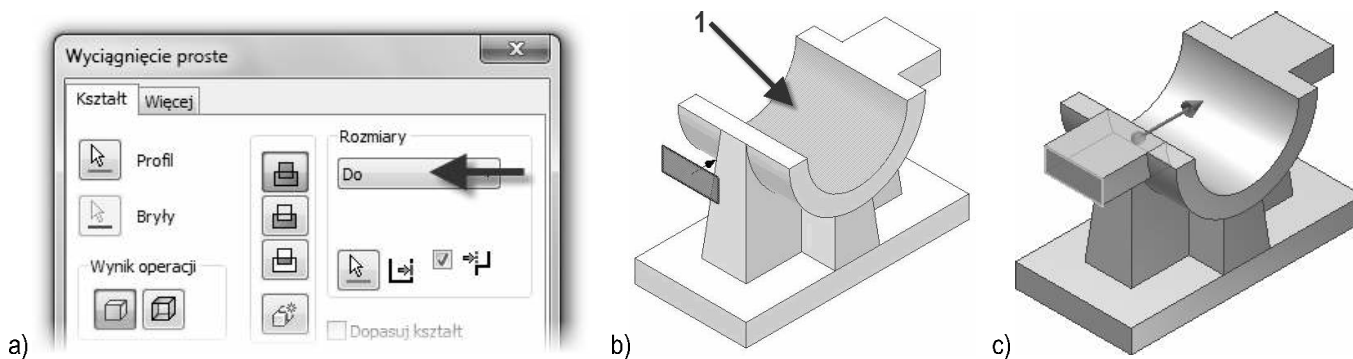 Wyciągnięcie proste
Kształt Więcej
Profil
Bryły
Wynik operacji
Rozmiary
Do
Dopasuj kształt
1
a) b) c)